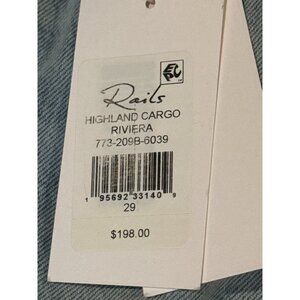 Rails
HIGHLAND CARGO
RIVIERA
773-209B-6039
1 95692 33140 9
29
$198.00